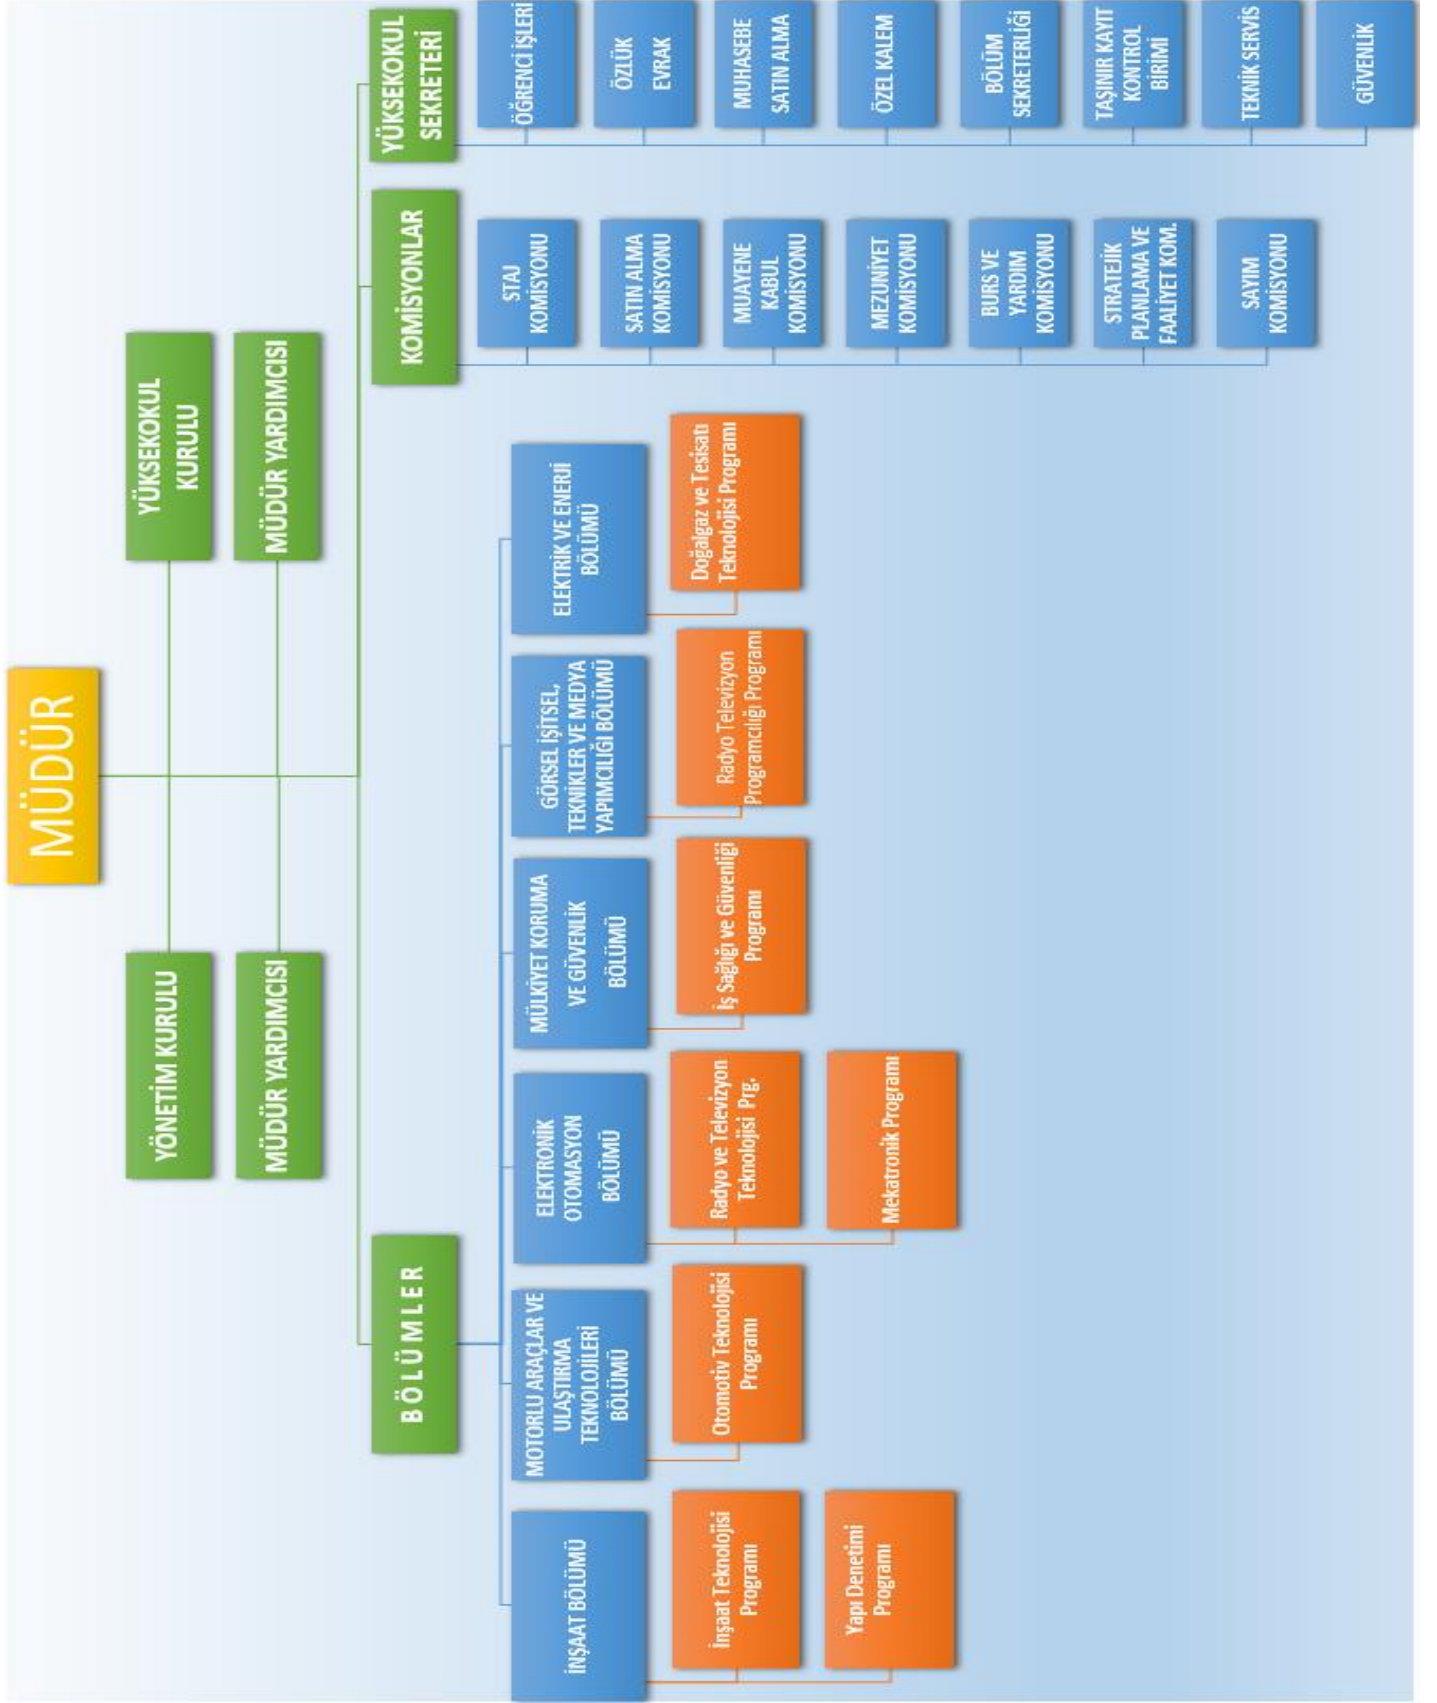 MÜDÜR
YÖNETİM KURULU
YÜKSEKOKUL
KURULU
MÜDÜR YARDIMCISI
MÜDÜR YARDIMCISI
BÖLÜMLER
KOMİSYONLAR
YÜKSEKOKUL
SEKRETERİ
İNŞAAT BÖLÜMÜ
İnşaat Teknolojisi
Programı
Yapı Denetimi
Programı
MOTORLU ARAÇLAR VE
ULAŞTIRMA
TEKNOLOJİLERİ
BÖLÜMÜ
Otomotiv Teknolojisi
Programı
ELEKTRONİK
OTOMASYON
BÖLÜMÜ
Radyo ve Televizyon
Teknolojisi Prg.
Mekatronik Programı
MÜLKİYET KORUMA
VE GÜVENLİK
BÖLÜMÜ
İş Sağlığı ve Güvenliği
Programı
GÖRSEL İŞİTSEL,
TEKNİKLER VE MEDYA
YAPIMCILIĞI BÖLÜMÜ
Radyo Televizyon
Programcılığı Programı
ELEKTRİK VE ENERJİ
BÖLÜMÜ
Doğalgaz ve Tesisatı
Teknolojisi Programı
STAJ
KOMİSYONU
SATIN ALMA
KOMİSYONU
MUAYENE
KABUL
KOMİSYONU
MEZUNİYET
KOMİSYONU
BURS VE
YARDIM
KOMİSYONU
STRATEJİK
PLANLAMA VE
FAALİYET KOM.
SAYIM
KOMİSYONU
ÖĞRENCİ İŞLERİ
ÖZLÜK
EVRAK
MUHASEBE
SATIN ALMA
ÖZEL KALEM
BÖLÜM
SEKRETERLİĞİ
TAŞINIR KAYIT
KONTROL
BİRİMİ
TEKNİK SERVİS
GÜVENLİK